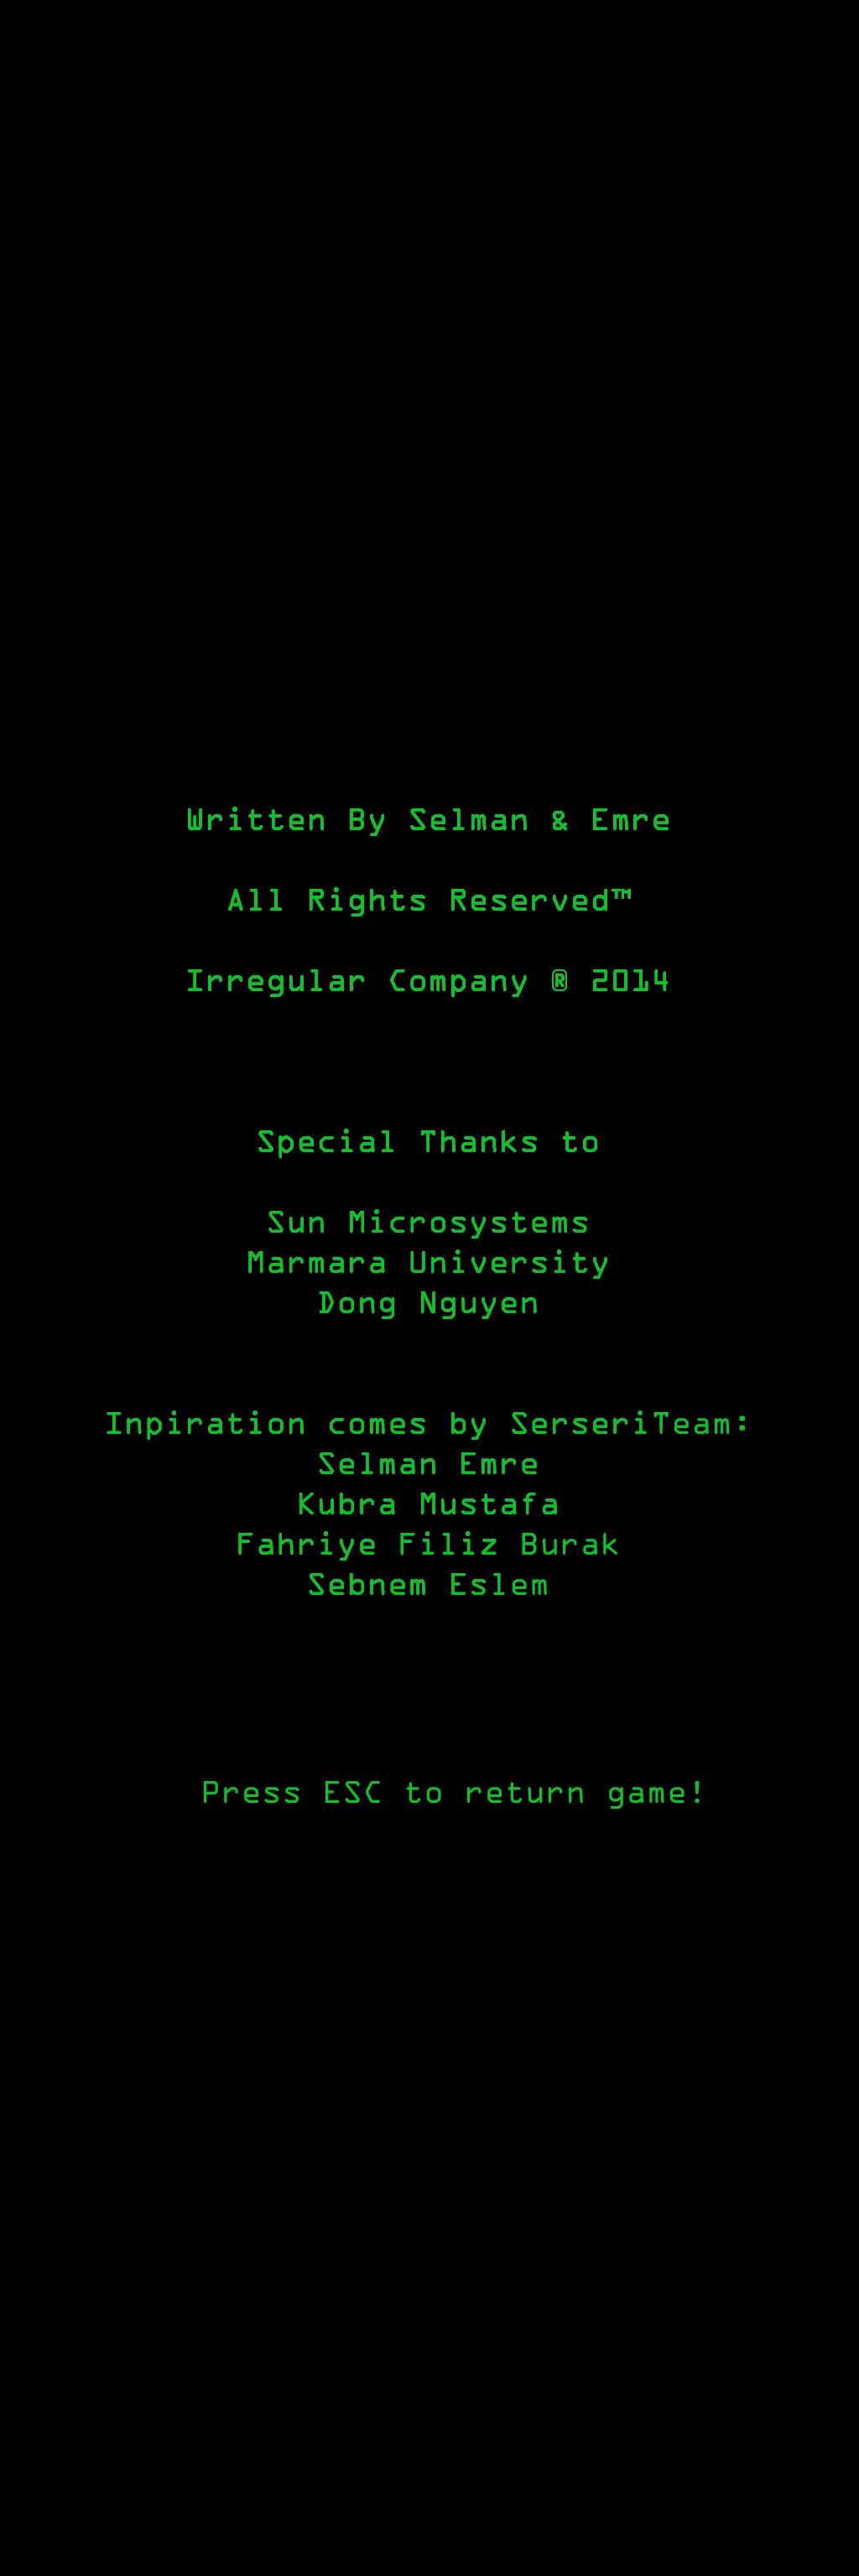 Written By Selman & Emre
All Rights Reserved™
Irregular Company ® 2014
Special Thanks to
Sun Microsystems
Marmara University
Dong Nguyen
Inpiration comes by SerseriTeam:
Selman Emre
Kubra Mustafa
Fahriye Filiz Burak
Sebnem Eslem
Press ESC to return game!